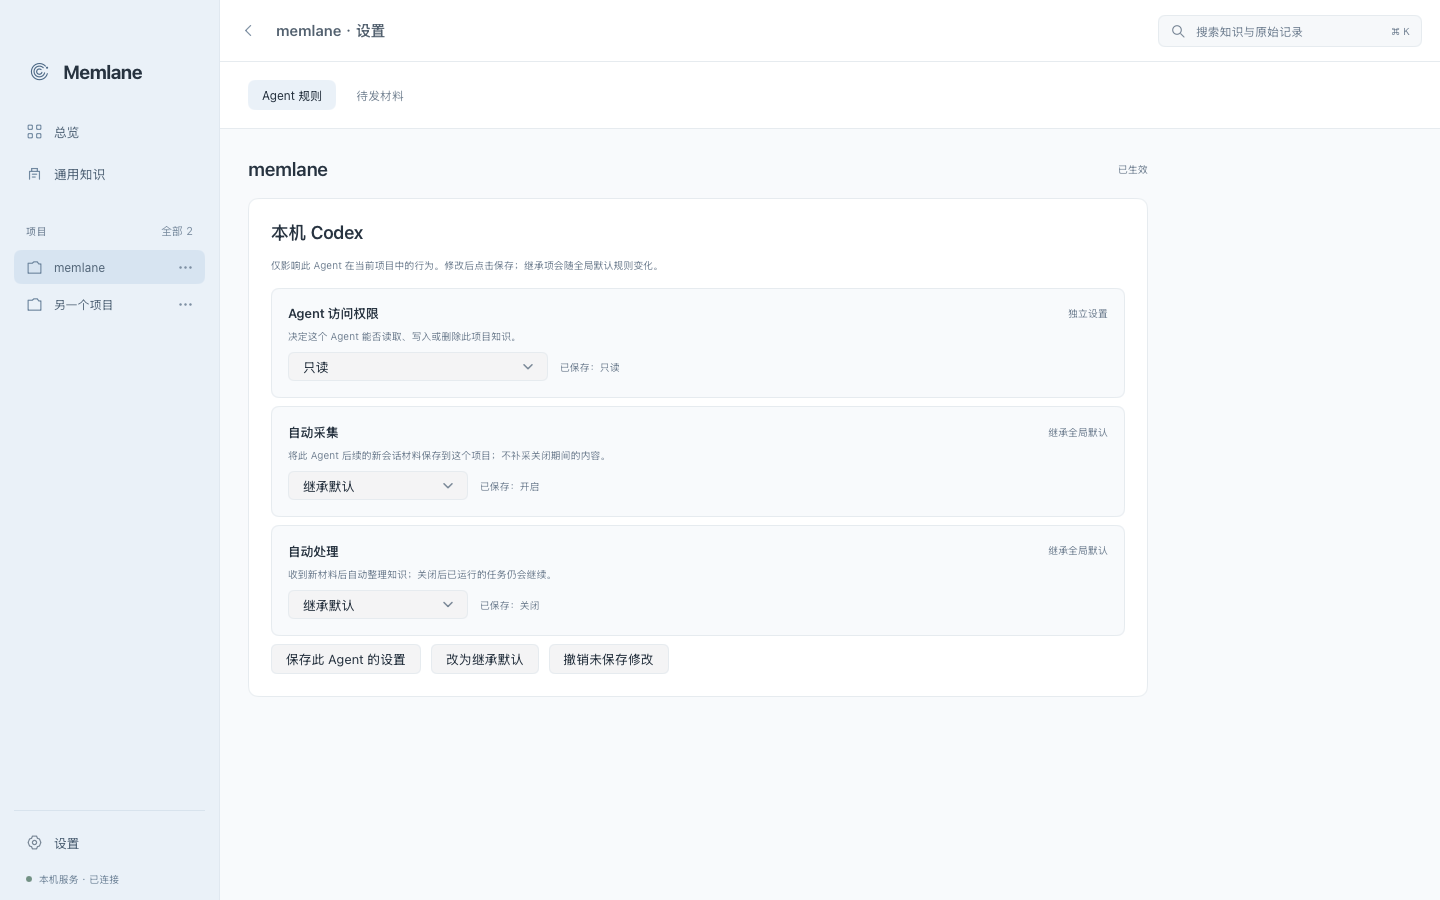 memlane · 设置
搜索知识与原始记录
⌘ K
Memlane
总览
通用知识
项目
全部 2
memlane
另一个项目
设置
本机服务 · 已连接
Agent 规则
待发材料
memlane
已生效
本机 Codex
仅影响此 Agent 在当前项目中的行为。修改后点击保存；继承项会随全局默认规则变化。
Agent 访问权限
独立设置
决定这个 Agent 能否读取、写入或删除此项目知识。
只读
已保存：只读
自动采集
继承全局默认
将此 Agent 后续的新会话材料保存到这个项目；不补采关闭期间的内容。
继承默认
已保存：开启
自动处理
继承全局默认
收到新材料后自动整理知识；关闭后已运行的任务仍会继续。
继承默认
已保存：关闭
保存此 Agent 的设置
改为继承默认
撤销未保存修改